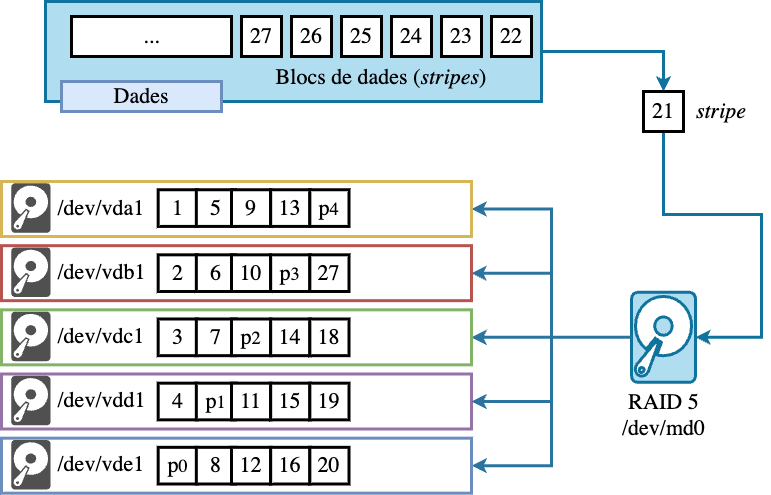 ... 27 26 25 24 23 22
Blocs de dades (stripes)
Dades
21 stripe
/dev/vda1 1 5 9 13 p4
/dev/vdb1 2 6 10 p3 27
/dev/vdc1 3 7 p2 14 18
/dev/vdd1 4 p1 11 15 19
/dev/vde1 p0 8 12 16 20
RAID 5
/dev/md0